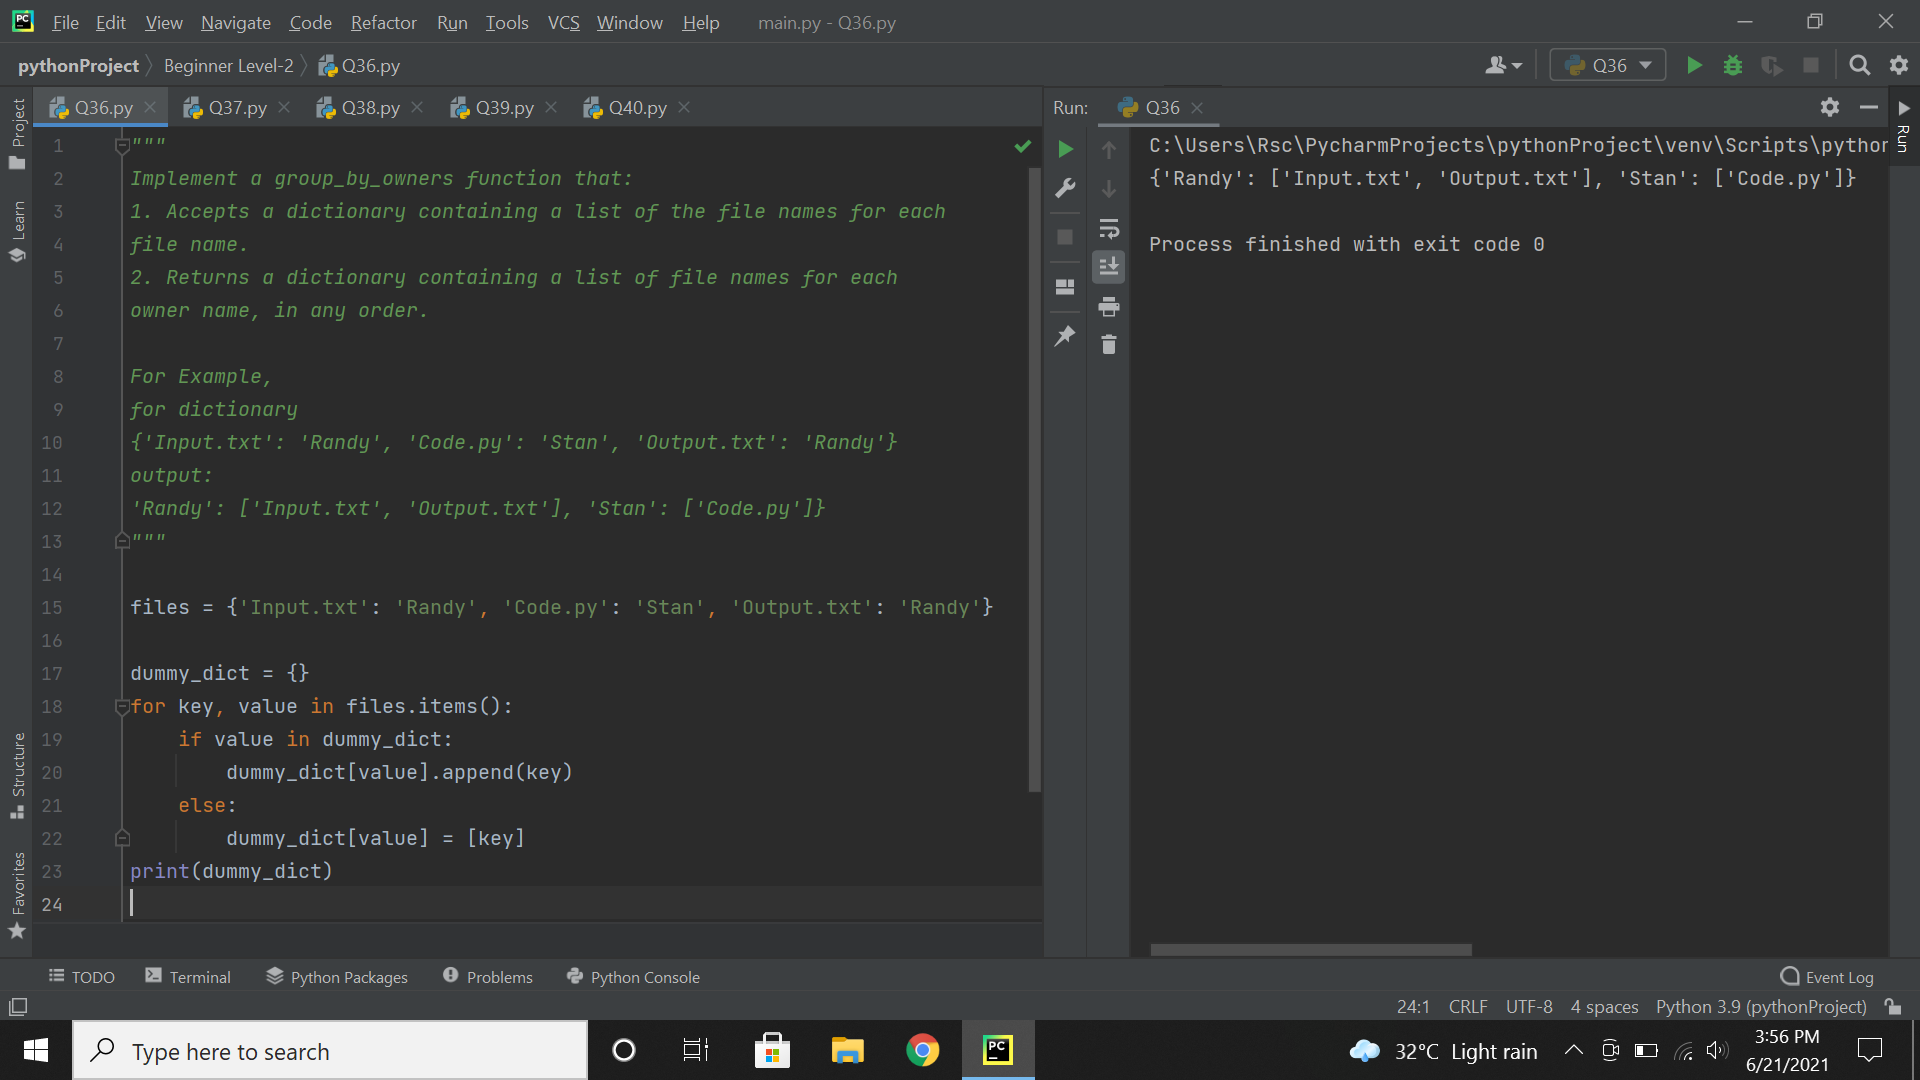 PC File Edit View Navigate Code Refactor Run Tools VCS Window Help main.py - Q36.py
pythonProject Beginner Level-2 Q36.py Q36
Q36.py Q37.py Q38.py Q39.py Q40.py Run: Q36
Project
Learn
Structure
Favorites
Run
1 """
2 Implement a group_by_owners function that:
3 1. Accepts a dictionary containing a list of the file names for each
4 file name.
5 2. Returns a dictionary containing a list of file names for each
6 owner name, in any order.
7
8 For Example,
9 for dictionary
10 {'Input.txt': 'Randy', 'Code.py': 'Stan', 'Output.txt': 'Randy'}
11 output:
12 'Randy': ['Input.txt', 'Output.txt'], 'Stan': ['Code.py']}
13 """
14
15 files = {'Input.txt': 'Randy', 'Code.py': 'Stan', 'Output.txt': 'Randy'}
16
17 dummy_dict = {}
18 for key, value in files.items():
19     if value in dummy_dict:
20         dummy_dict[value].append(key)
21     else:
22         dummy_dict[value] = [key]
23 print(dummy_dict)
24
C:\Users\Rsc\PycharmProjects\pythonProject\venv\Scripts\python
{'Randy': ['Input.txt', 'Output.txt'], 'Stan': ['Code.py']}
Process finished with exit code 0
TODO Terminal Python Packages Problems Python Console Event Log
24:1 CRLF UTF-8 4 spaces Python 3.9 (pythonProject)
Type here to search PC 32°C Light rain 3:56 PM
6/21/2021